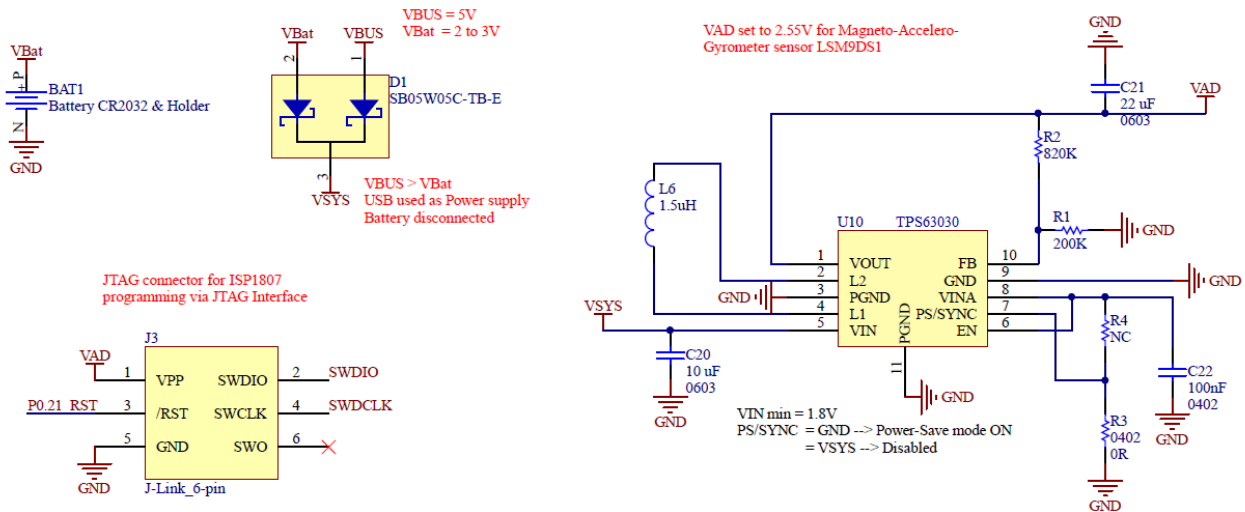 VBat
P
BAT1
Battery CR2032 & Holder
N
GND
VBUS = 5V
VBat = 2 to 3V
VBat
VBUS
2
1
D1
SB05W05C-TB-E
3
VSYS
VBUS > VBat
USB used as Power supply
Battery disconnected
JTAG connector for ISP1807
programming via JTAG Interface
J3
VAD
1
VPP
SWDIO
2
SWDIO
P0.21_RST
3
/RST
SWCLK
4
SWDCLK
5
GND
SWO
6
GND
J-Link_6-pin
VAD set to 2.55V for Magneto-Accelero-
Gyrometer sensor LSM9DS1
GND
C21
22 uF
0603
VAD
R2
820K
L6
1.5uH
R1
200K
GND
U10
TPS63030
1
VOUT
FB
10
2
L2
GND
9
GND
GND
3
PGND
VINA
8
4
L1
PS/SYNC
7
VSYS
5
VIN
EN
6
PGND
11
GND
C20
10 uF
0603
GND
R4
NC
C22
100nF
0402
GND
R3
0402
0R
GND
VIN min = 1.8V
PS/SYNC = GND --> Power-Save mode ON
= VSYS --> Disabled